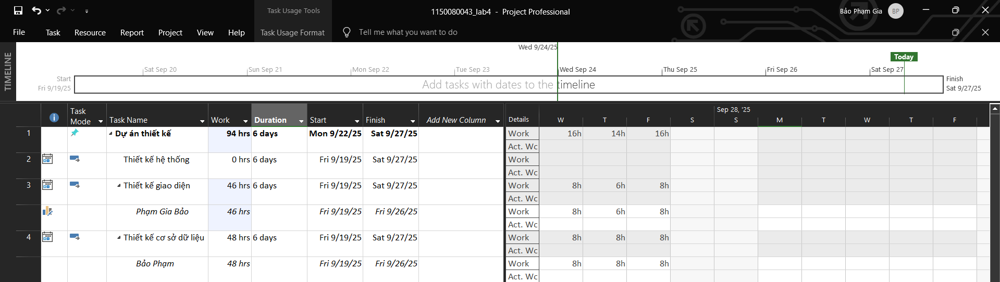 Task Usage Tools
1150080043_lab4 - Project Professional
Bảo Phạm Gia
BP
File Task Resource Report Project View Help Task Usage Format Tell me what you want to do
TIMELINE
Wed 9/24/25
Today
Sat Sep 20 Sun Sep 21 Mon Sep 22 Tue Sep 23 Wed Sep 24 Thu Sep 25 Fri Sep 26 Sat Sep 27
Start
Fri 9/19/25
Add tasks with dates to the timeline
Finish
Sat 9/27/25
Task Mode Task Name Work Duration Start Finish Add New Column Details
Sep 28, '25
W T F S S M T W T F
1 Dự án thiết kế 94 hrs 6 days Mon 9/22/25 Sat 9/27/25 Work 16h 14h 16h
Act. Wc
2 Thiết kế hệ thống 0 hrs 6 days Fri 9/19/25 Sat 9/27/25 Work
Act. Wc
3 Thiết kế giao diện 46 hrs 6 days Fri 9/19/25 Sat 9/27/25 Work 8h 6h 8h
Act. Wc
Phạm Gia Bảo 46 hrs Fri 9/19/25 Fri 9/26/25 Work 8h 6h 8h
Act. Wc
4 Thiết kế cơ sở dữ liệu 48 hrs 6 days Fri 9/19/25 Sat 9/27/25 Work 8h 8h 8h
Act. Wc
Bảo Phạm 48 hrs Fri 9/19/25 Fri 9/26/25 Work 8h 8h 8h
Act. Wc